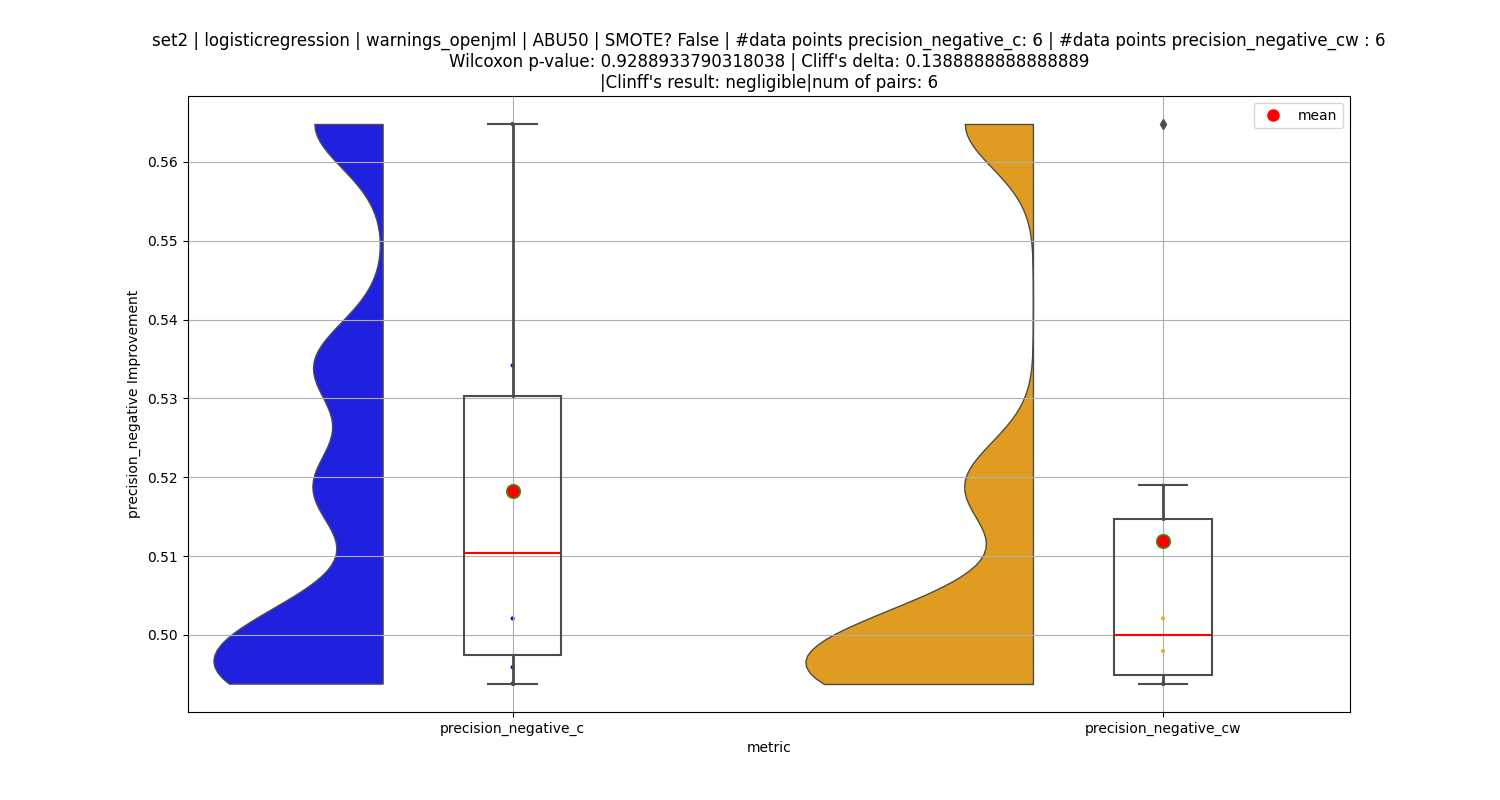 set2 | logisticregression | warnings_openjml | ABU50 | SMOTE? False | #data points precision_negative_c: 6 | #data points precision_negative_cw : 6
Wilcoxon p-value: 0.9288933790318038 | Cliff's delta: 0.1388888888888889
|Clinff's result: negligible|num of pairs: 6
mean
0.56
0.55
0.54
0.53
0.52
0.51
0.50
precision_negative Improvement
precision_negative_c
precision_negative_cw
metric